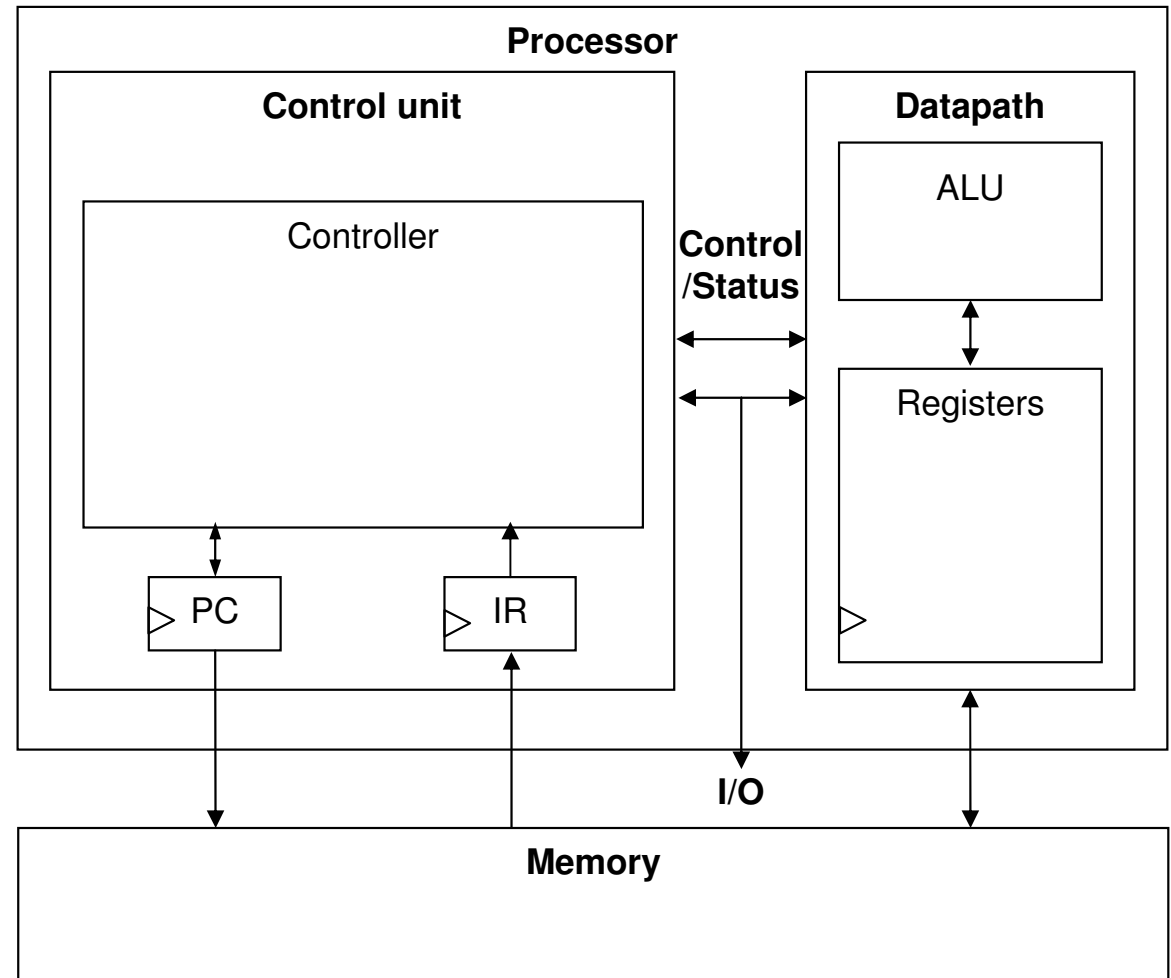 Processor
Control unit
Datapath
ALU
Controller
Control
/Status
Registers
PC
IR
I/O
Memory